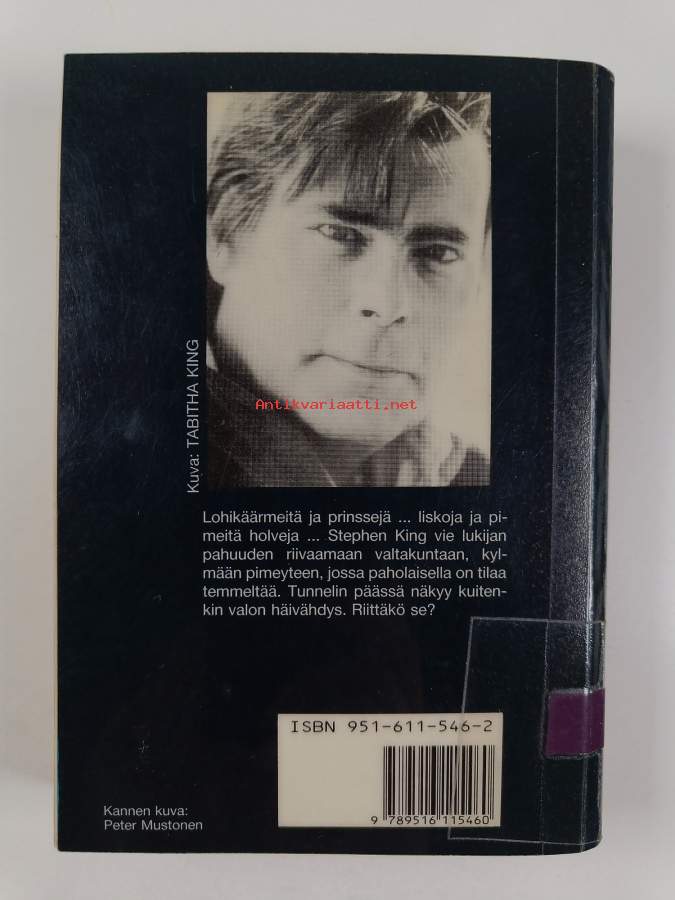 Antikvariaatti.net
Kuva: TABITHA KING
Lohikäärmeitä ja prinssejä ... liskoja ja pi-
meitä holveja ... Stephen King vie lukijan
pahuuden riivaamaan valtakuntaan, kyl-
mään pimeyteen, jossa paholaisella on tilaa
temmeltää. Tunnelin päässä näkyy kuiten-
kin valon häivähdys. Riittäkö se?
ISBN 951-611-546-2
9 789516 115460
Kannen kuva:
Peter Mustonen